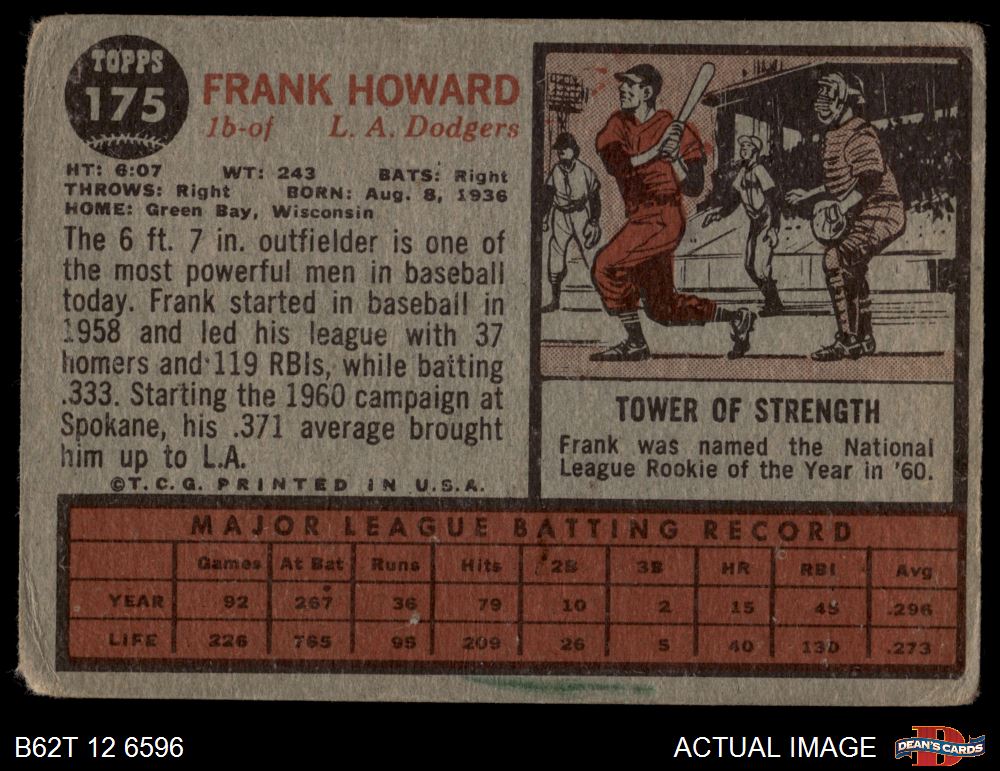 TOPPS
175
FRANK HOWARD
1b-of L. A. Dodgers
HT: 6:07 WT: 243 BATS: Right
THROWS: Right BORN: Aug. 8, 1936
HOME: Green Bay, Wisconsin
The 6 ft. 7 in. outfielder is one of
the most powerful men in baseball
today. Frank started in baseball in
1958 and led his league with 37
homers and 119 RBIs, while batting
.333. Starting the 1960 campaign at
Spokane, his .371 average brought
him up to L.A.
©T.C.G. PRINTED IN U.S.A.
TOWER OF STRENGTH
Frank was named the National
League Rookie of the Year in '60.
MAJOR LEAGUE BATTING RECORD
Games At Bat Runs Hits 2B 3B HR RBI Avg
YEAR 92 267 36 79 10 2 15 45 .296
LIFE 226 765 95 209 26 5 40 130 .273
B62T 12 6596
ACTUAL IMAGE
DEAN'S CARDS